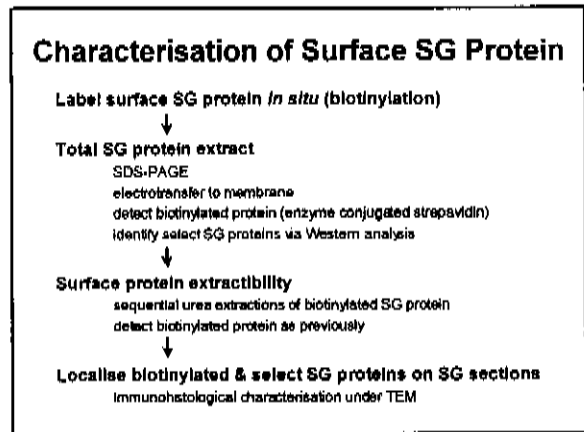 Characterisation of Surface SG Protein
Label surface SG protein in situ (biotinylation)
Total SG protein extract
SDS-PAGE
electrotransfer to membrane
detect biotinylated protein (enzyme conjugated strepavidin)
identify select SG proteins via Western analysis
Surface protein extractibility
sequential urea extractions of biotinylated SG protein
detect biotinylated protein as previously
Localise biotinylated & select SG proteins on SG sections
Immunohstological characterisation under TEM